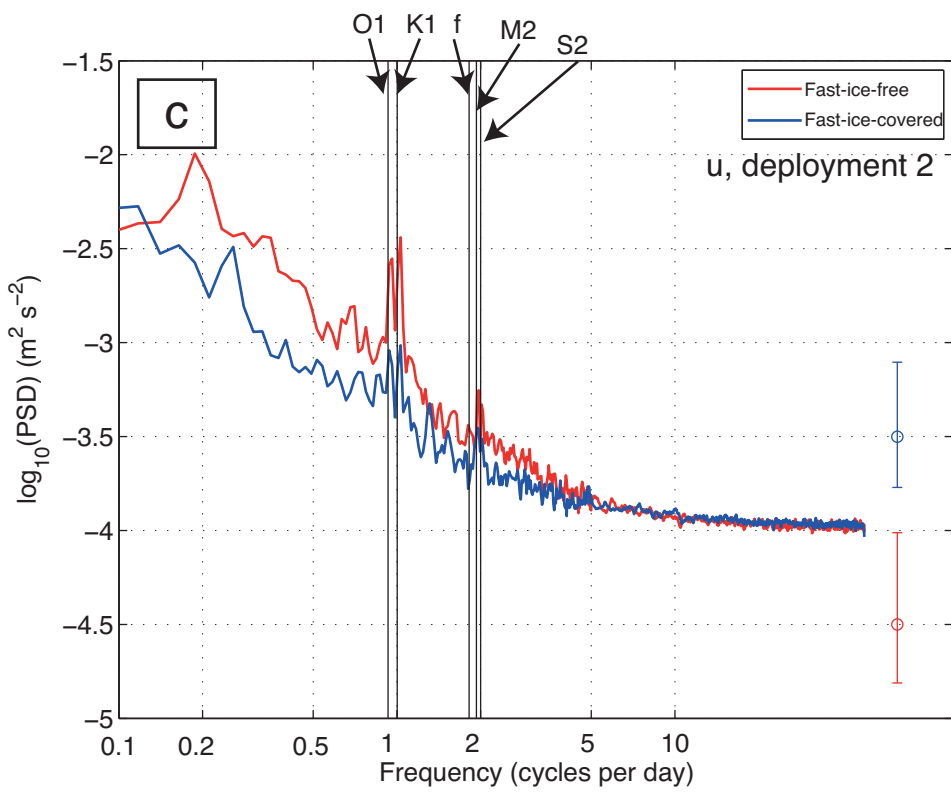 O1 K1 f M2 S2
c
Fast-ice-free
Fast-ice-covered
u, deployment 2
log10(PSD) (m2 s−2)
−1.5
−2
−2.5
−3
−3.5
−4
−4.5
−5
0.1 0.2 0.5 1 2 5 10
Frequency (cycles per day)